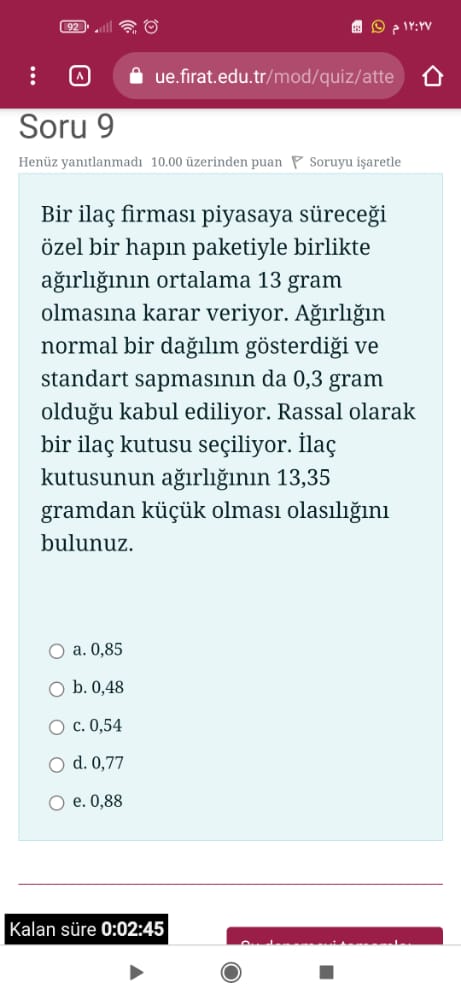 92
م ١٢:٢٧
ue.firat.edu.tr/mod/quiz/atte
Soru 9
Henüz yanıtlanmadı 10.00 üzerinden puan Soruyu işaretle
Bir ilaç firması piyasaya süreceği
özel bir hapın paketiyle birlikte
ağırlığının ortalama 13 gram
olmasına karar veriyor. Ağırlığın
normal bir dağılım gösterdiği ve
standart sapmasının da 0,3 gram
olduğu kabul ediliyor. Rassal olarak
bir ilaç kutusu seçiliyor. İlaç
kutusunun ağırlığının 13,35
gramdan küçük olması olasılığını
bulunuz.
a. 0,85
b. 0,48
c. 0,54
d. 0,77
e. 0,88
Kalan süre 0:02:45